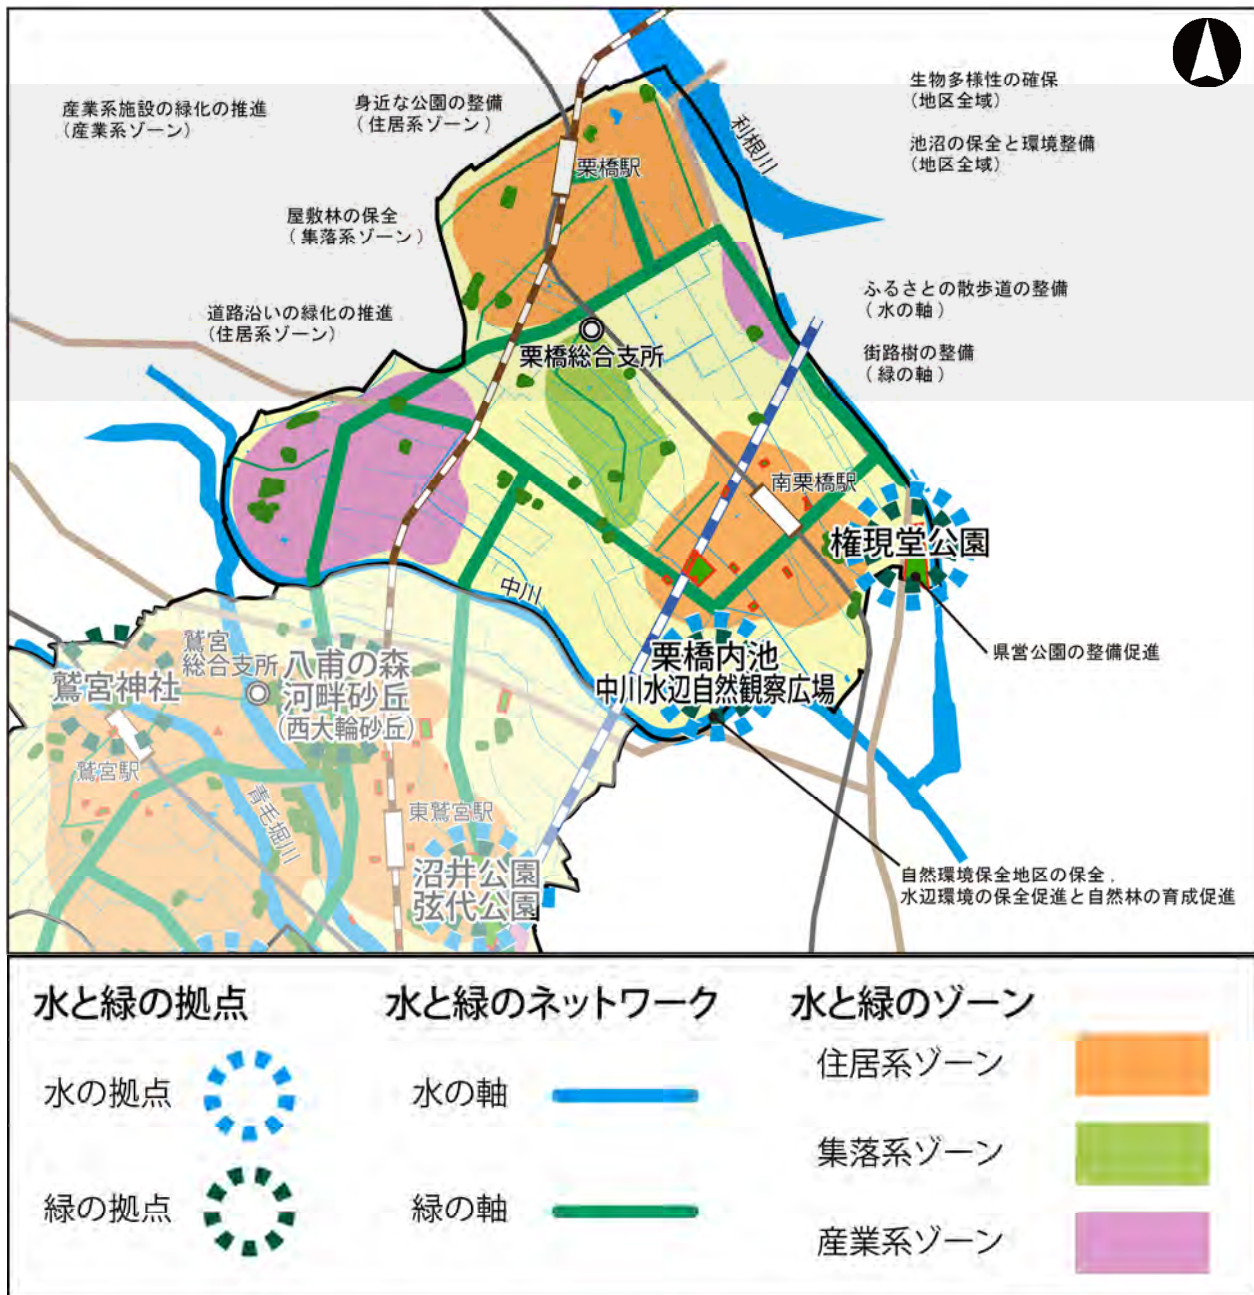 産業系施設の緑化の推進
(産業系ゾーン)
身近な公園の整備
(住居系ゾーン)
生物多様性の確保
(地区全域)
池沼の保全と環境整備
(地区全域)
利根川
栗橋駅
屋敷林の保全
(集落系ゾーン)
道路沿いの緑化の推進
(住居系ゾーン)
ふるさとの散歩道の整備
(水の軸)
街路樹の整備
(緑の軸)
栗橋総合支所
南栗橋駅
権現堂公園
中川
県営公園の整備促進
栗橋内池
中川水辺自然観察広場
鷲宮
総合支所
鷲宮神社
八甫の森
河畔砂丘
(西大輪砂丘)
鷲宮駅
青毛堀川
東鷲宮駅
沼井公園
弦代公園
自然環境保全地区の保全.
水辺環境の保全促進と自然林の育成促進
水と緑の拠点
水の拠点
緑の拠点
水と緑のネットワーク
水の軸
緑の軸
水と緑のゾーン
住居系ゾーン
集落系ゾーン
産業系ゾーン